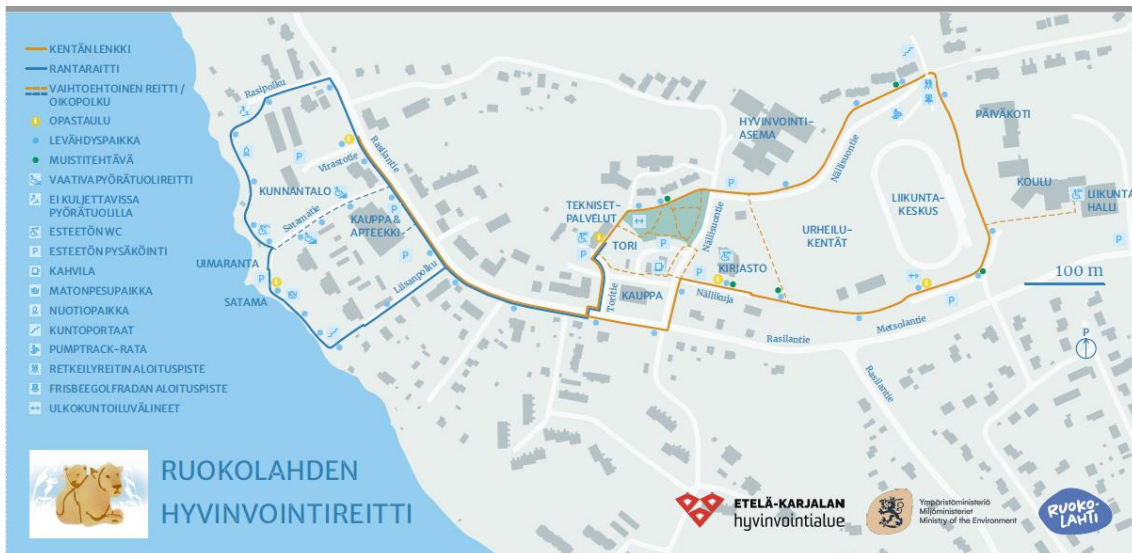 KENTÄN LENKKI
RANTARAITTI
VAIHTOEHTOINEN REITTI /
OIKOPOLKU
OPASTAULU
LEVÄHDYSPAIKKA
MUISTITEHTÄVÄ
VAATIVA PYÖRÄTUOLIREITTI
EI KULJETTAVISSA
PYÖRÄTUOLILLA
ESTEETÖN WC
ESTEETÖN PYSÄKÖINTI
KAHVILA
MATONPESUPAIKKA
NUOTIOPAIKKA
KUNTOPORTAAT
PUMPTRACK-RATA
RETKEILYREITIN ALOITUSPISTE
FRISBEEGOLFRADAN ALOITUSPISTE
ULKOKUNTOILUVÄLINEET
Rasipolku
Rasilantie
Virastotie
KUNNANTALO
Satamatie
KAUPPA &
APTEEKKI
UIMARANTA
SATAMA
Liisanpolku
TEKNISET-
PALVELUT
TORI
Toritie
KAUPPA
HYVINVOINTI-
ASEMA
Nällisuontie
Nällisuontie
KIRJASTO
Nällikuja
URHEILU-
KENTÄT
LIIKUNTA-
KESKUS
PÄIVÄKOTI
KOULU
LIIKUNTA
HALLI
100 m
Metsolantie
Rasilantie
Rasilantie
P
RUOKOLAHDEN
HYVINVOINTIREITTI
ETELÄ-KARJALAN
hyvinvointialue
Ympäristöministeriö
Miljöministeriet
Ministry of the Environment
RUOKO-
LAHTI